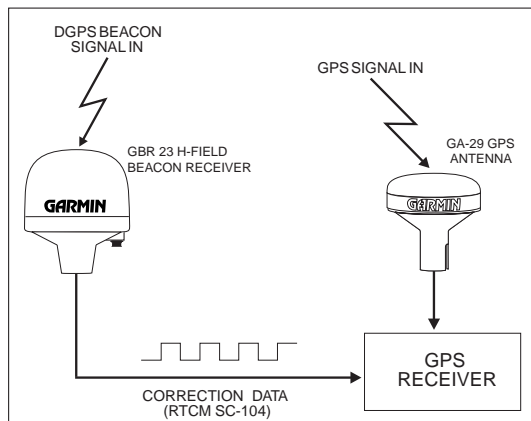 DGPS BEACON
SIGNAL IN
GPS SIGNAL IN
GBR 23 H-FIELD
BEACON RECEIVER
GA-29 GPS
ANTENNA
GARMIN
GARMIN
GPS
RECEIVER
CORRECTION DATA
(RTCM SC-104)